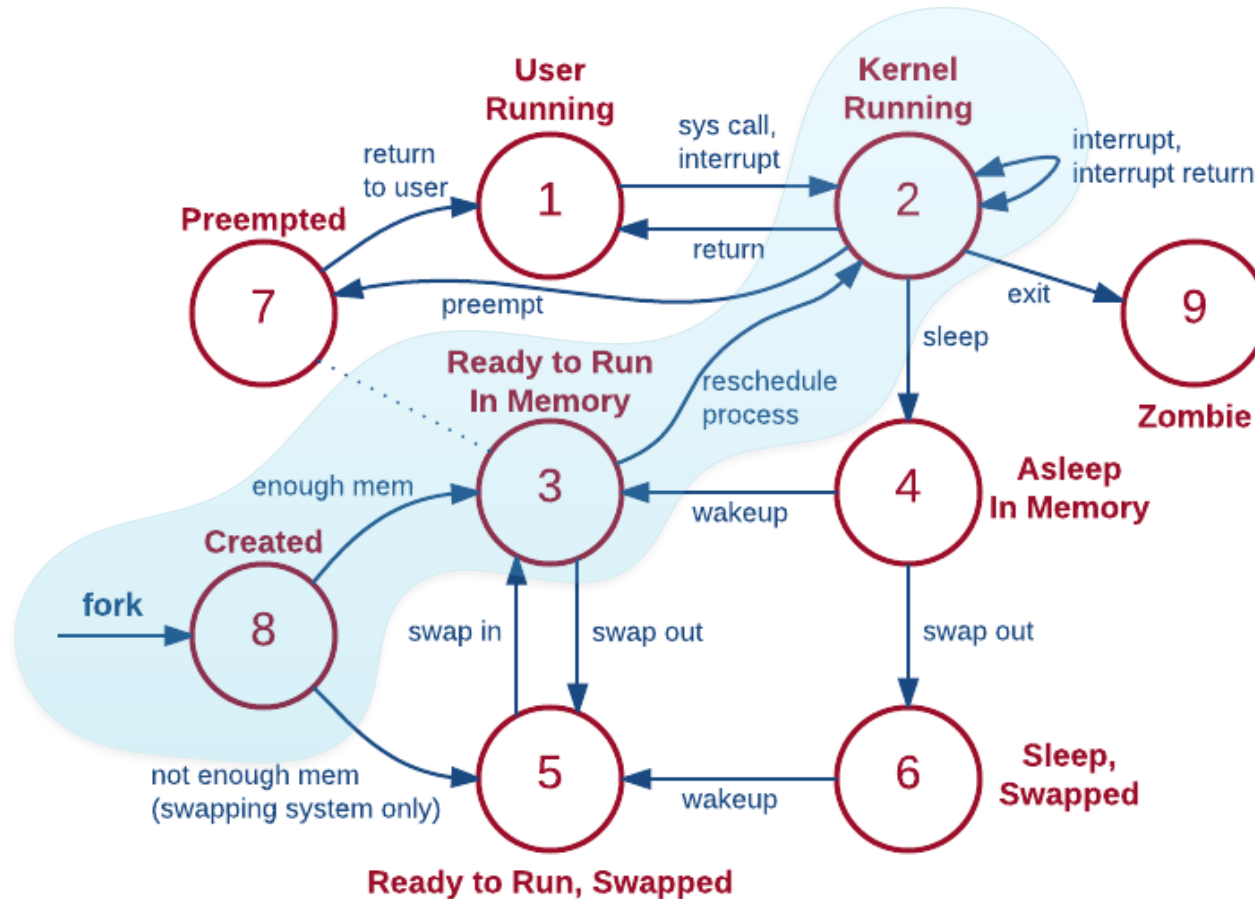 User
Running
Kernel
Running
sys call,
interrupt
interrupt,
interrupt return
return
to user
1
2
Preempted
return
7
preempt
exit
9
sleep
Ready to Run
In Memory
reschedule
process
Zombie
enough mem
3
4
Asleep
In Memory
wakeup
Created
fork
8
swap in
swap out
swap out
not enough mem
(swapping system only)
5
6
Sleep,
Swapped
wakeup
Ready to Run, Swapped